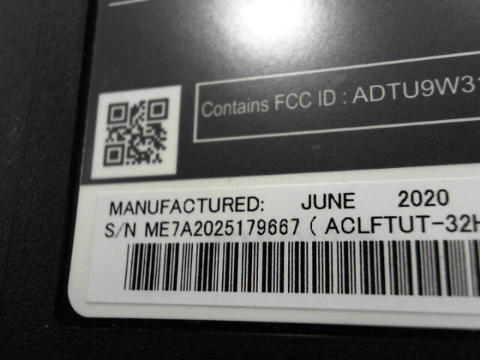 Contains FCC ID : ADTU9W31
MANUFACTURED: JUNE 2020
S/N ME7A2025179667 ( ACLFTUT-32H